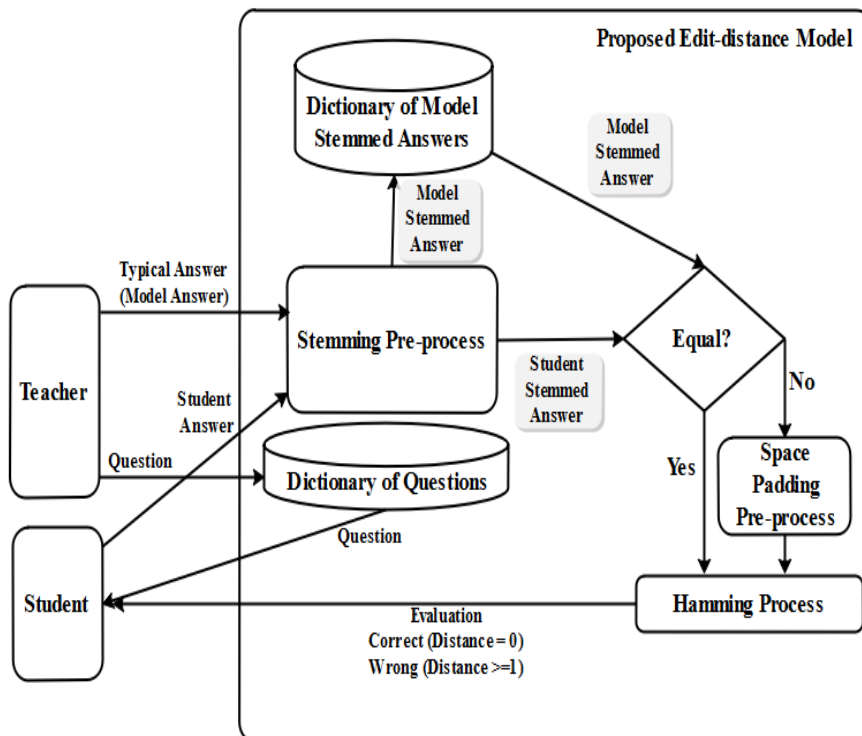 Proposed Edit-distance Model
Dictionary of Model
Stemmed Answers
Model
Stemmed
Answer
Model
Stemmed
Answer
Typical Answer
(Model Answer)
Stemming Pre-process
Equal?
Teacher
Student
Answer
Student
Stemmed
Answer
No
Question
Dictionary of Questions
Yes
Space
Padding
Pre-process
Question
Student
Hamming Process
Evaluation
Correct (Distance = 0)
Wrong (Distance >=1)